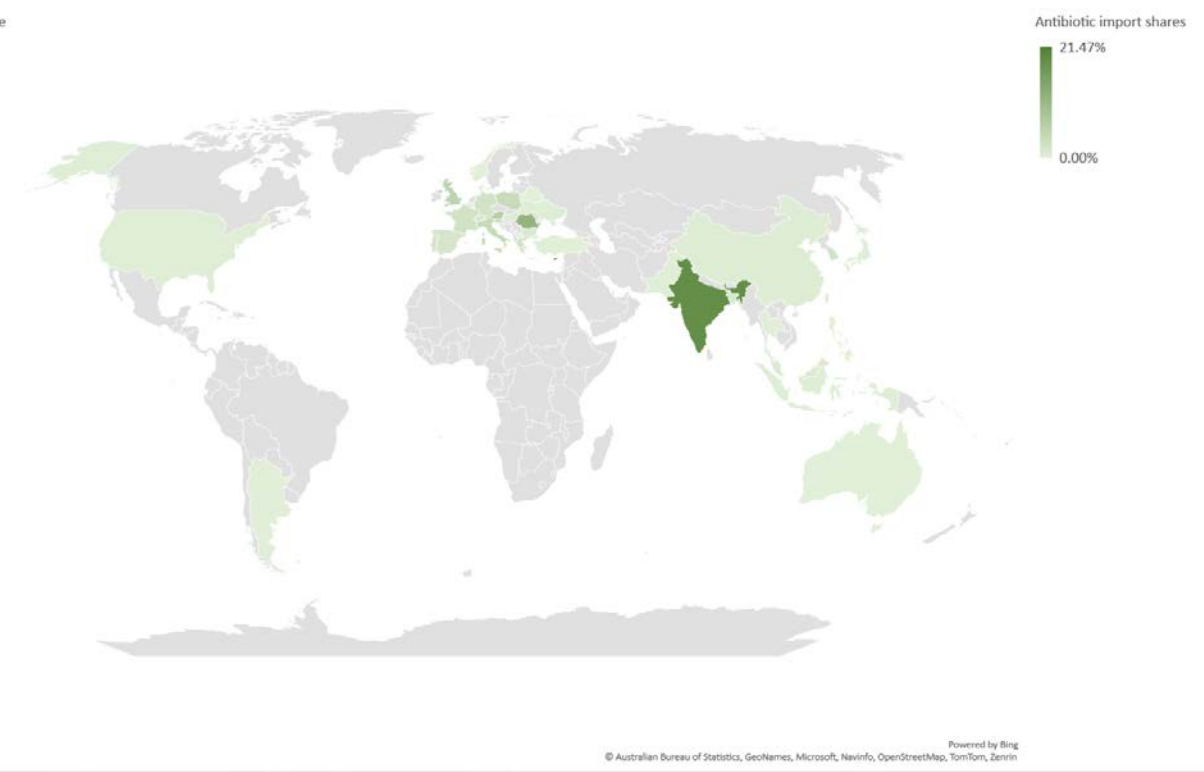 e
Antibiotic import shares
21.47%
0.00%
Powered by Bing
© Australian Bureau of Statistics, GeoNames, Microsoft, Navinfo, OpenStreetMap, TomTom, Zenrin